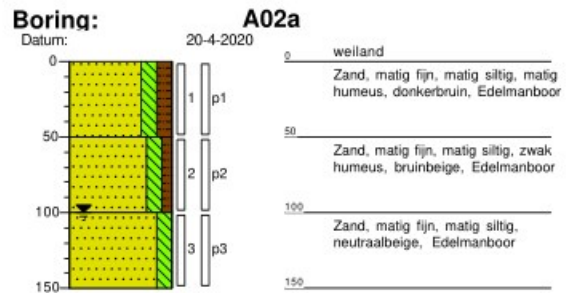 Boring: A02a
Datum: 20-4-2020
0
0 weiland
Zand, matig fijn, matig siltig, matig
humeus, donkerbruin, Edelmanboor
1 p1
50
50
Zand, matig fijn, matig siltig, zwak
humeus, bruinbeige, Edelmanboor
2 p2
100
100
Zand, matig fijn, matig siltig,
neutraalbeige, Edelmanboor
3 p3
150
150